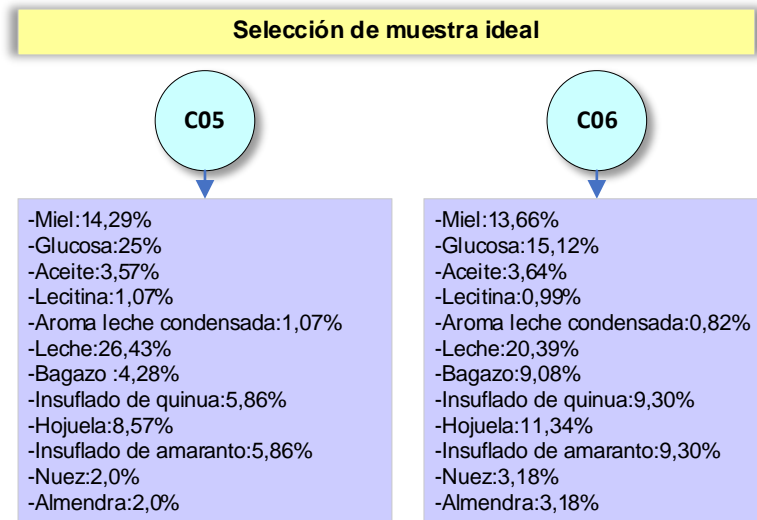 Selección de muestra ideal
C05
-Miel:14,29%
-Glucosa:25%
-Aceite:3,57%
-Lecitina:1,07%
-Aroma leche condensada:1,07%
-Leche:26,43%
-Bagazo :4,28%
-Insuflado de quinua:5,86%
-Hojuela:8,57%
-Insuflado de amaranto:5,86%
-Nuez:2,0%
-Almendra:2,0%
C06
-Miel:13,66%
-Glucosa:15,12%
-Aceite:3,64%
-Lecitina:0,99%
-Aroma leche condensada:0,82%
-Leche:20,39%
-Bagazo:9,08%
-Insuflado de quinua:9,30%
-Hojuela:11,34%
-Insuflado de amaranto:9,30%
-Nuez:3,18%
-Almendra:3,18%